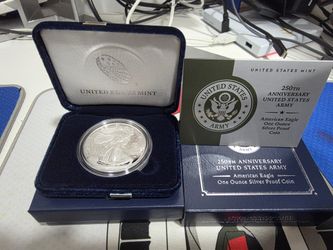 UNITED STATES MINT
UNITED STATES MINT
250TH
ANNIVERSARY
UNITED STATES
ARMY
American Eagle
One Ounce
Silver Proof
Coin
UNITED STATES
ARMY
250TH ANNIVERSARY
UNITED STATES ARMY
American Eagle
One Ounce Silver Proof Coin